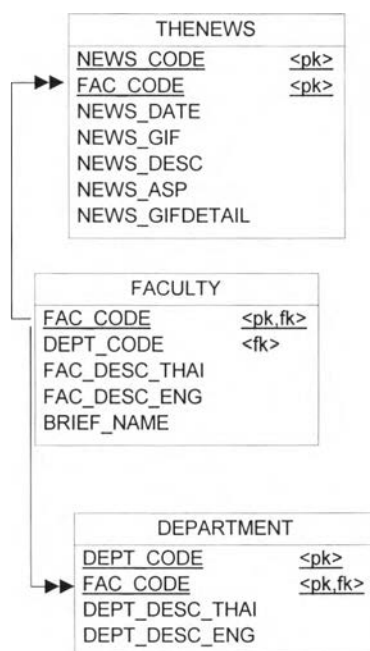 THENEWS
NEWS_CODE <pk>
FAC_CODE <pk>
NEWS_DATE
NEWS_GIF
NEWS_DESC
NEWS_ASP
NEWS_GIFDETAIL
FACULTY
FAC_CODE <pk,fk>
DEPT_CODE <fk>
FAC_DESC_THAI
FAC_DESC_ENG
BRIEF_NAME
DEPARTMENT
DEPT_CODE <pk>
FAC_CODE <pk,fk>
DEPT_DESC_THAI
DEPT_DESC_ENG